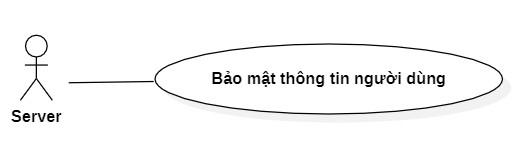 Bảo mật thông tin người dùng
Server